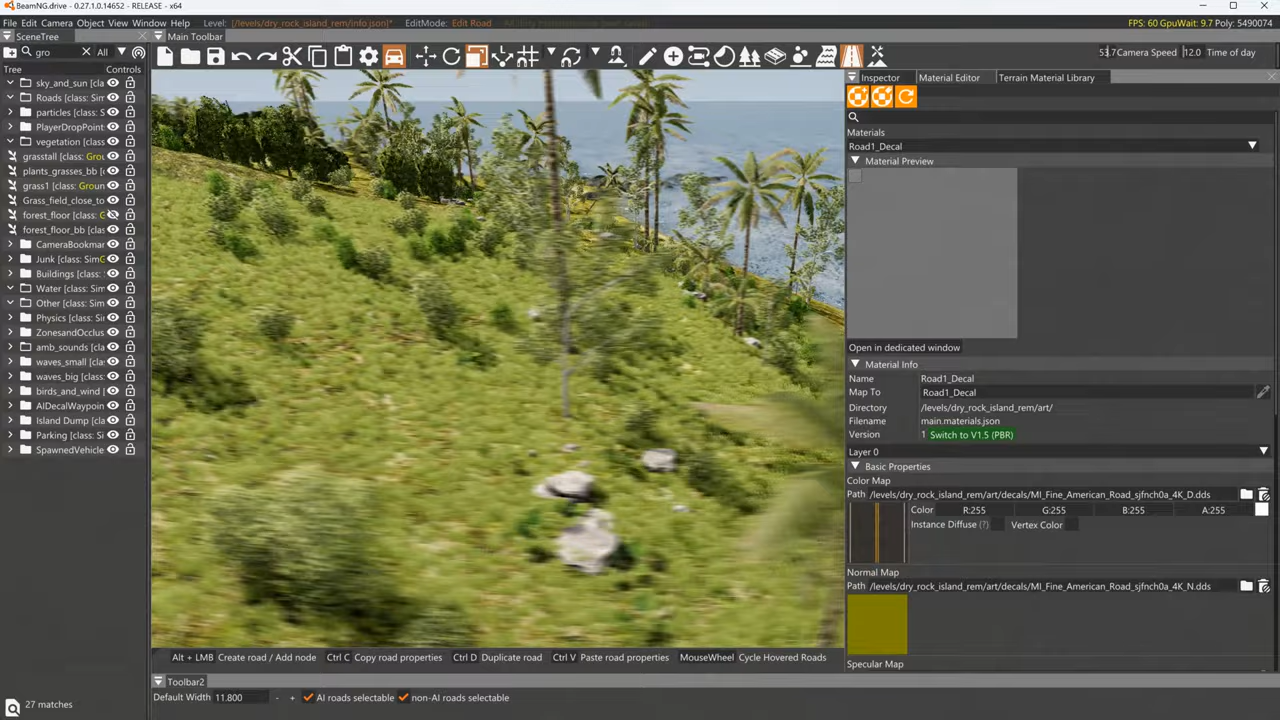 BeamNG.drive - 0.27.1.0.14652 - RELEASE - x64
File Edit Camera Object View Window Help Level: [/levels/dry_rock_island_rem/info.json]* EditMode: Edit Road FPS: 60 GpuWait: 9.7 Poly: 5490074
SceneTree Main Toolbar
gro All 53.7 Camera Speed 12.0 Time of day
Tree Controls Inspector Material Editor Terrain Material Library
sky_and_sun [cla
Roads [class: Sim
particles [class:
PlayerDropPoint
vegetation [class
grasstall [class: Grou
plants_grasses_bb [
grass1 [class: Groun
Grass_field_close_to
forest_floor [class: G
forest_floor_bb [
CameraBookmar
Junk [class: SimG
Buildings [class:
Water [class: Sim
Other [class: Sim
Physics [class: Sim
ZonesandOcclus
amb_sounds [clas
waves_small [clas
waves_big [class:
birds_and_wind [
AIDecalWaypoin
Island Dump [clas
Parking [class: Sim
SpawnedVehicle
27 matches
Materials
Road1_Decal
Material Preview
Open in dedicated window
Material Info
Name Road1_Decal
Map To Road1_Decal
Directory /levels/dry_rock_island_rem/art/
Filename main.materials.json
Version 1 Switch to V1.5 (PBR)
Layer 0
Basic Properties
Color Map
Path /levels/dry_rock_island_rem/art/decals/MI_Fine_American_Road_sjfnch0a_4K_D.dds
Color R:255 G:255 B:255 A:255
Instance Diffuse (?) Vertex Color
Normal Map
Path /levels/dry_rock_island_rem/art/decals/MI_Fine_American_Road_sjfnch0a_4K_N.dds
Specular Map
Alt + LMB Create road / Add node Ctrl C Copy road properties Ctrl D Duplicate road Ctrl V Paste road properties MouseWheel Cycle Hovered Roads
Toolbar2
Default Width 11.800 - + AI roads selectable non-AI roads selectable